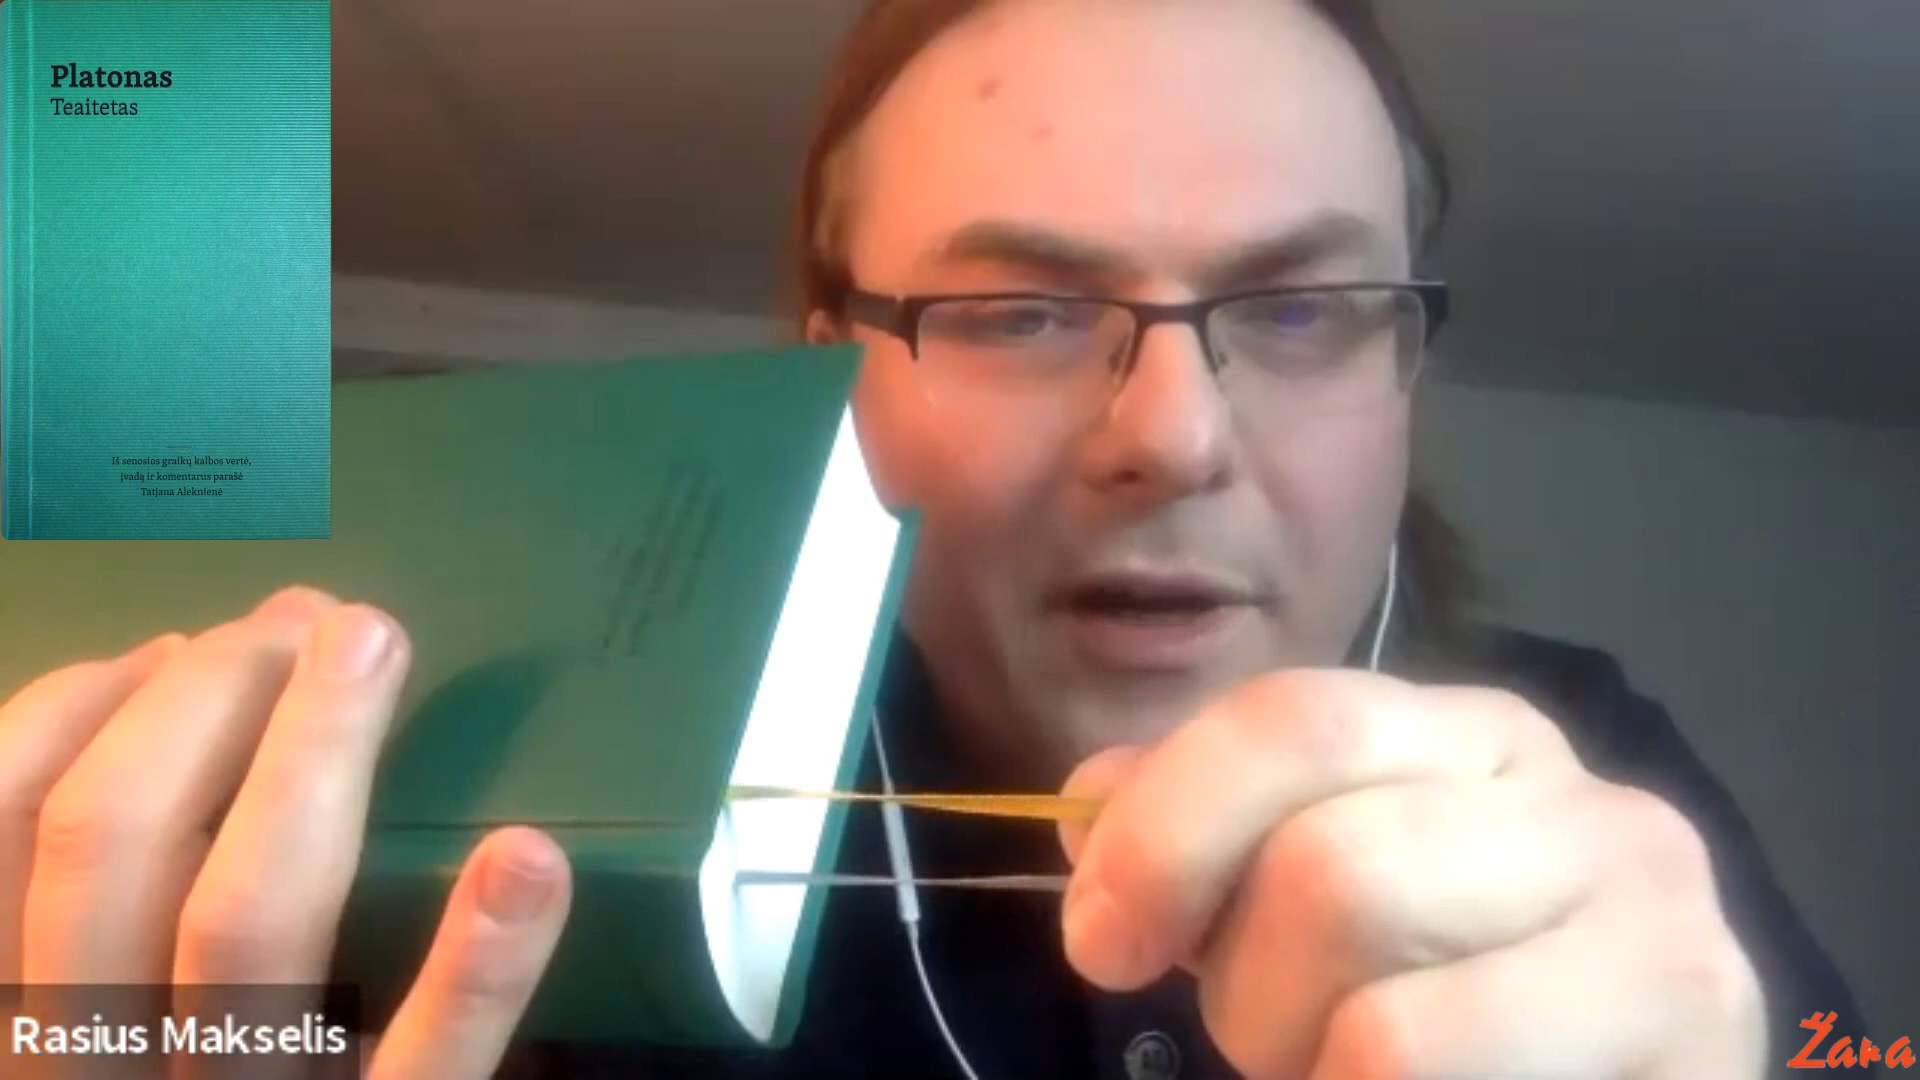 Platonas
Teaitetas
Iš senosios graikų kalbos vertė,
įvadą ir komentarus parašė
Tatjana Aleknienė
Rasius Makselis
Žara